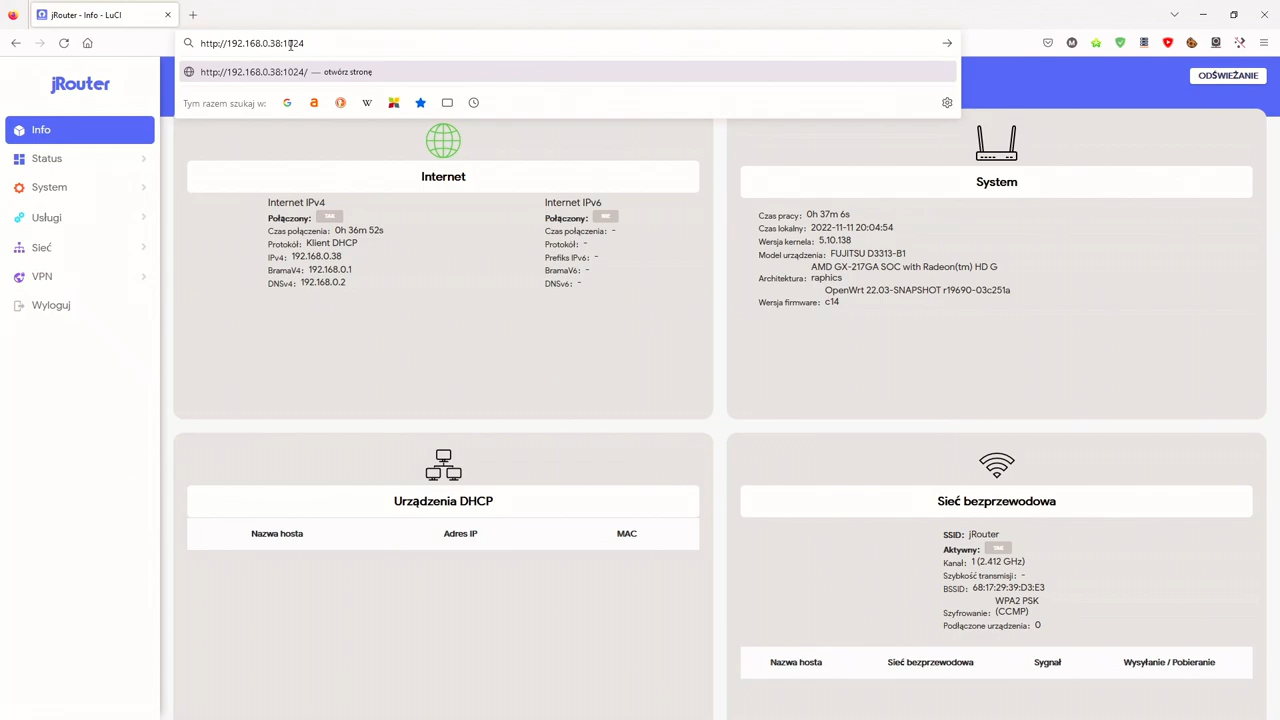 jRouter - Info - LuCI
http://192.168.0.38:1024
http://192.168.0.38:1024/ — otwórz stronę
Tym razem szukaj w:
jRouter
ODŚWIEŻANIE
Info
Status
System
Usługi
Sieć
VPN
Wyloguj
Internet
Internet IPv4
Połączony: TAK
Czas połączenia: 0h 36m 52s
Protokół: Klient DHCP
IPv4: 192.168.0.38
BramaV4: 192.168.0.1
DNSv4: 192.168.0.2
Internet IPv6
Połączony: NIE
Czas połączenia: -
Protokół: -
Prefiks IPv6: -
BramaV6: -
DNSv6: -
System
Czas pracy: 0h 37m 6s
Czas lokalny: 2022-11-11 20:04:54
Wersja kernela: 5.10.138
Model urządzenia: FUJITSU D3313-B1
AMD GX-217GA SOC with Radeon(tm) HD G
Architektura: raphics
OpenWrt 22.03-SNAPSHOT r19690-03c251a
Wersja firmware: c14
Urządzenia DHCP
Nazwa hosta Adres IP MAC
Sieć bezprzewodowa
SSID: jRouter
Aktywny: TAK
Kanał: 1 (2.412 GHz)
Szybkość transmisji: -
BSSID: 68:17:29:39:D3:E3
WPA2 PSK
Szyfrowanie: (CCMP)
Podłączone urządzenia: 0
Nazwa hosta Sieć bezprzewodowa Sygnał Wysyłanie / Pobieranie